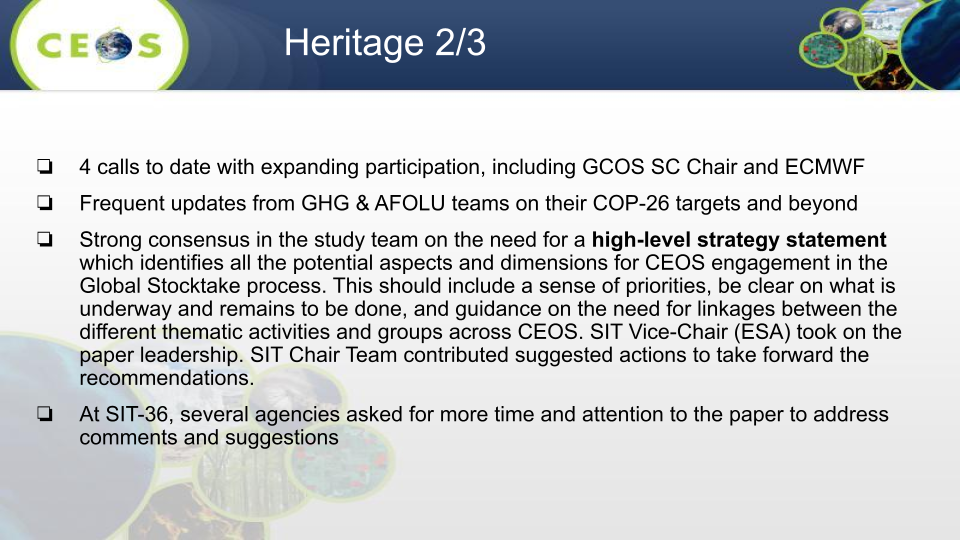 CEOS
Heritage 2/3
❏ 4 calls to date with expanding participation, including GCOS SC Chair and ECMWF
❏ Frequent updates from GHG & AFOLU teams on their COP-26 targets and beyond
❏ Strong consensus in the study team on the need for a high-level strategy statement
which identifies all the potential aspects and dimensions for CEOS engagement in the
Global Stocktake process. This should include a sense of priorities, be clear on what is
underway and remains to be done, and guidance on the need for linkages between the
different thematic activities and groups across CEOS. SIT Vice-Chair (ESA) took on the
paper leadership. SIT Chair Team contributed suggested actions to take forward the
recommendations.
❏ At SIT-36, several agencies asked for more time and attention to the paper to address
comments and suggestions